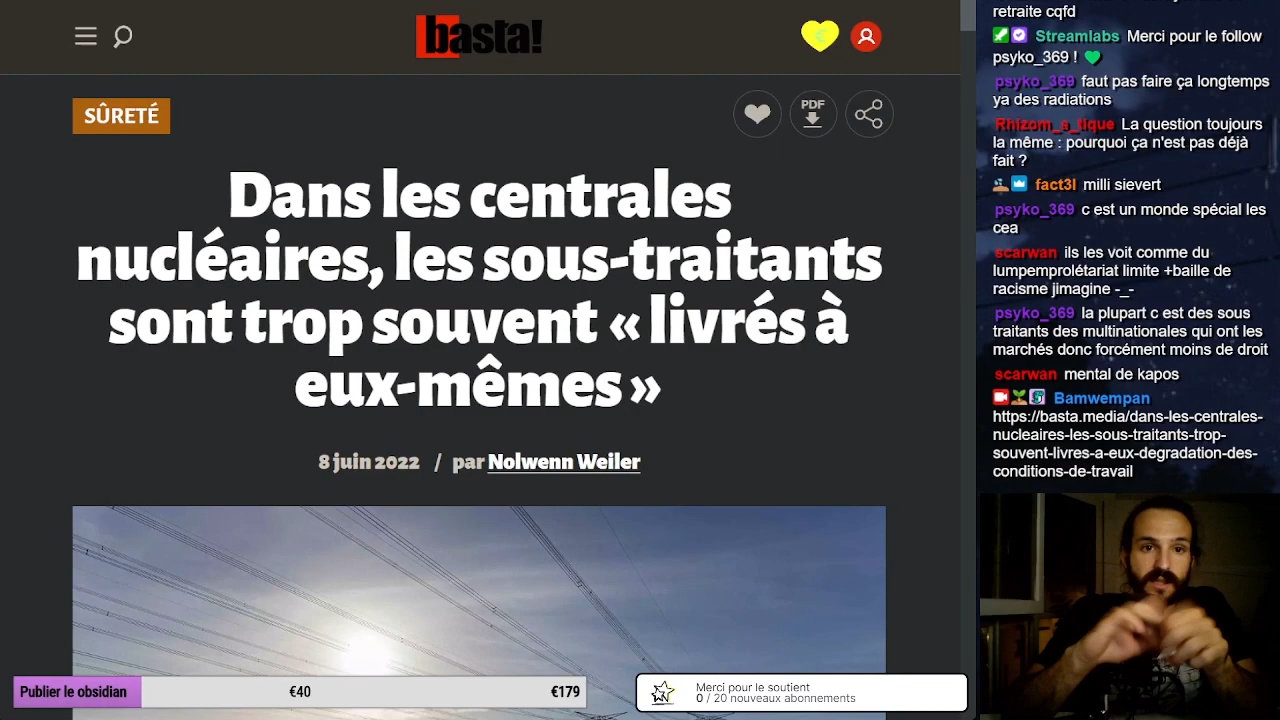 basta!
€
SÛRETÉ
PDF
Dans les centrales
nucléaires, les sous-traitants
sont trop souvent « livrés à
eux-mêmes »
8 juin 2022 / par Nolwenn Weiler
Publier le obsidian
€40
€179
Merci pour le soutient
0 / 20 nouveaux abonnements
retraite cqfd
Streamlabs Merci pour le follow
psyko_369 !
psyko_369 faut pas faire ça longtemps
ya des radiations
Rhizom_a_tique La question toujours
la même : pourquoi ça n'est pas déjà
fait ?
fact3l milli sievert
psyko_369 c est un monde spécial les
cea
scarwan ils les voit comme du
lumpemprolétariat limite +baille de
racisme jimagine -_-
psyko_369 la plupart c est des sous
traitants des multinationales qui ont les
marchés donc forcément moins de droit
scarwan mental de kapos
Bamwempan
https://basta.media/dans-les-centrales-
nucleaires-les-sous-traitants-trop-
souvent-livres-a-eux-degradation-des-
conditions-de-travail